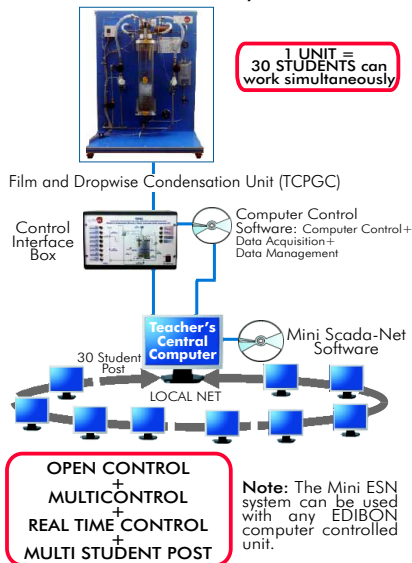 1 UNIT =
30 STUDENTS can
work simultaneously
Film and Dropwise Condensation Unit (TCPGC)
Control
Interface
Box
Computer Control
Software: Computer Control+
Data Acquisition+
Data Management
Teacher's
Central
Computer
Mini Scada-Net
Software
30 Student
Post
LOCAL NET
OPEN CONTROL
+
MULTICONTROL
+
REAL TIME CONTROL
+
MULTI STUDENT POST
Note: The Mini ESN
system can be used
with any EDIBON
computer controlled
unit.